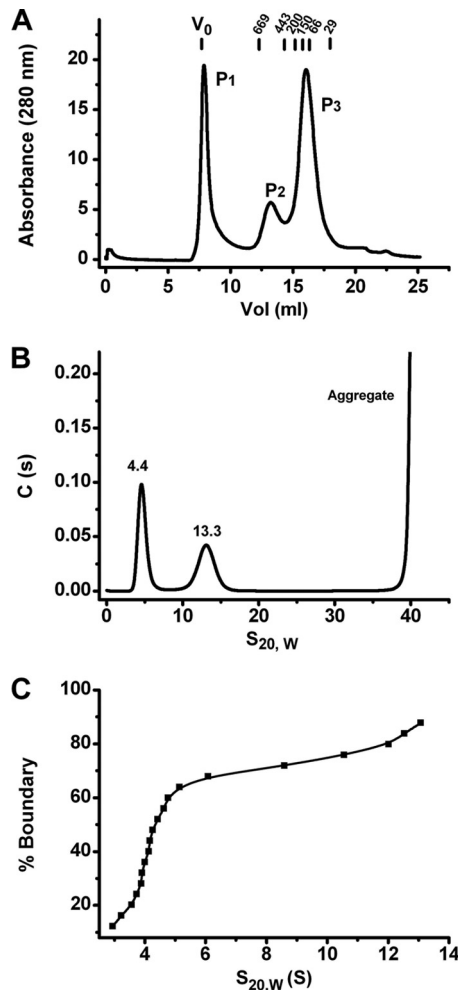 A
V0
669
443
200
150
66
29
P1
P2
P3
Absorbance (280 nm)
20
15
10
5
0
0
5
10
15
20
25
Vol (ml)
B
Aggregate
4.4
13.3
C (s)
0.20
0.15
0.10
0.05
0.00
0
10
20
30
40
S20, W
C
% Boundary
100
80
60
40
20
4
6
8
10
12
14
S20,W (S)